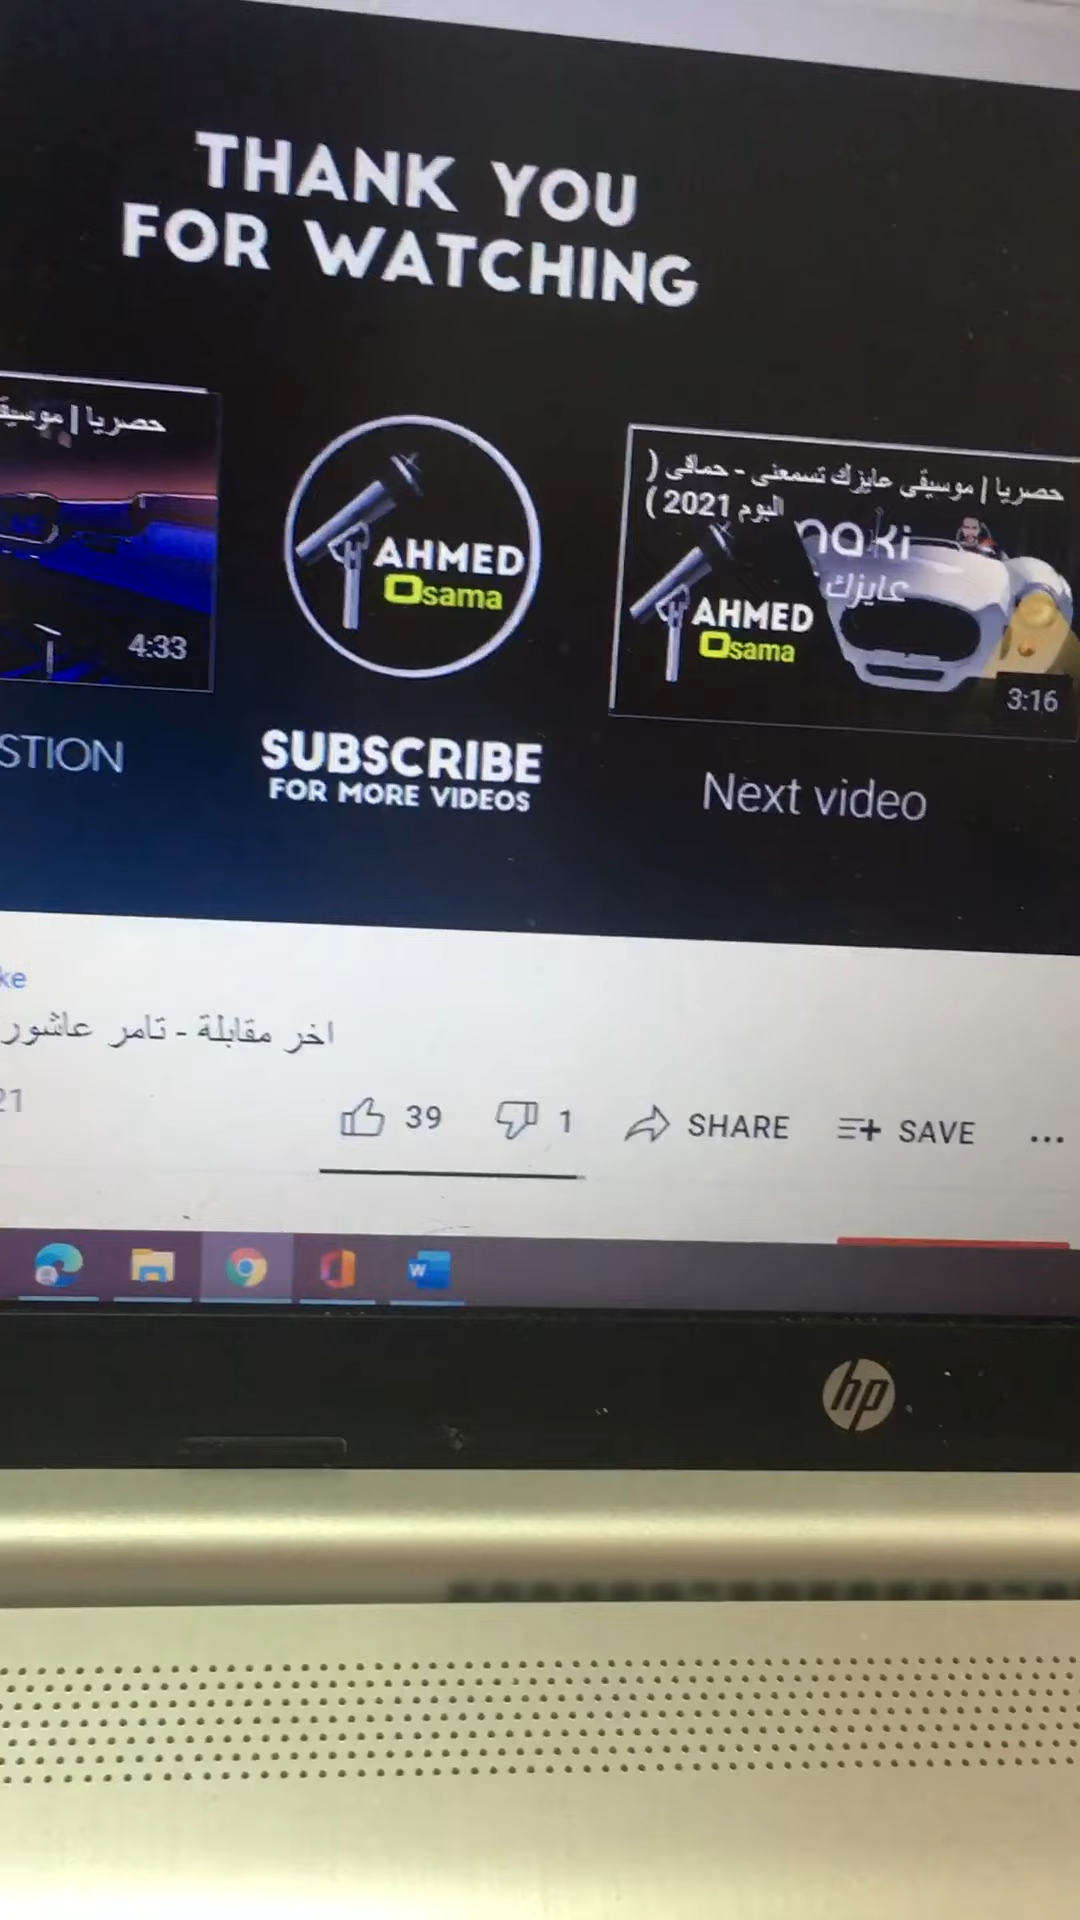 THANK YOU
FOR WATCHING
حصريا | موسيق
4:33
STION
AHMED
Osama
SUBSCRIBE
FOR MORE VIDEOS
حصريا | موسيقى عايزك تسمعنى - حماقى (
البوم 2021 )
naki
عايزك
AHMED
Osama
3:16
Next video
ke
اخر مقابلة - تامر عاشور
21
39
1
SHARE
SAVE
W
hp